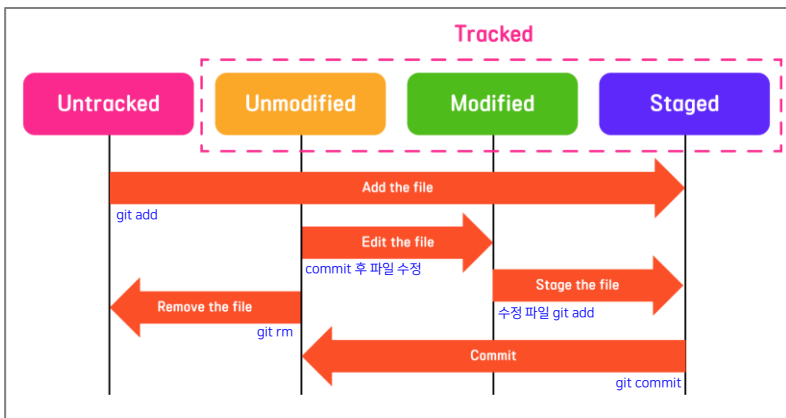 Tracked
Untracked
Unmodified
Modified
Staged
Add the file
git add
Edit the file
commit 후 파일 수정
Stage the file
수정 파일 git add
Remove the file
git rm
Commit
git commit